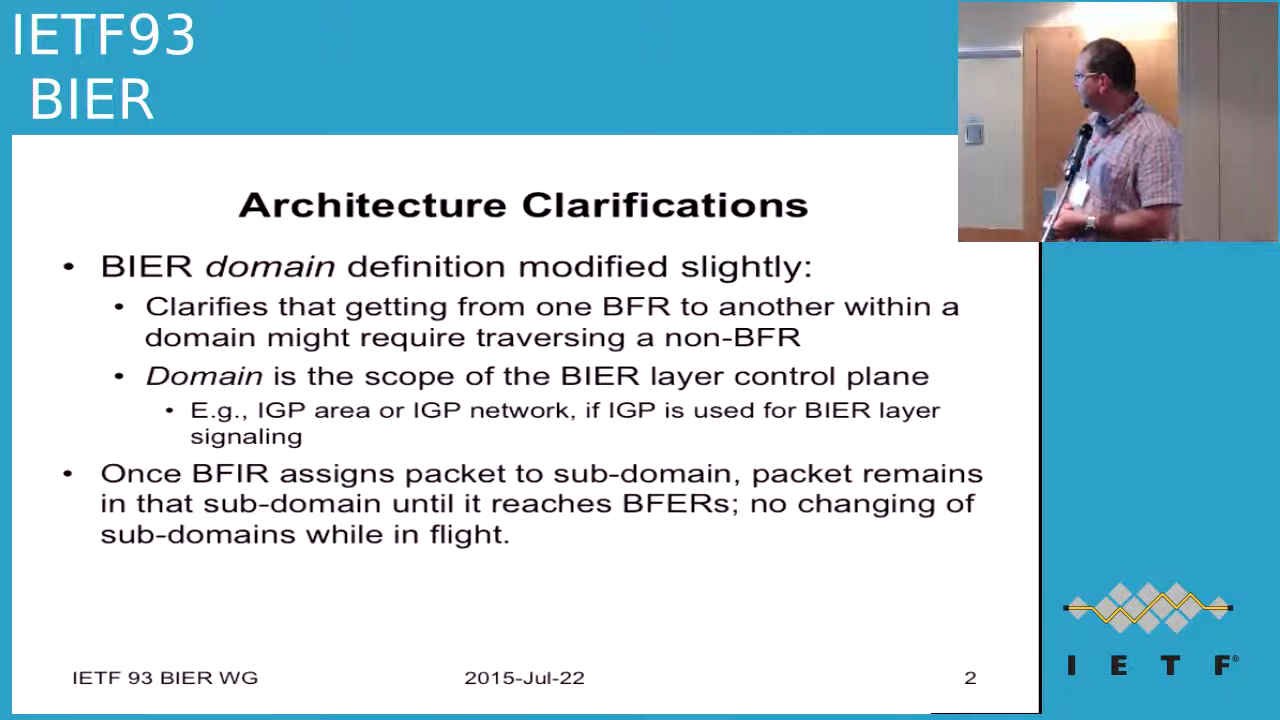 IETF93
BIER
Architecture Clarifications
• BIER domain definition modified slightly:
• Clarifies that getting from one BFR to another within a
domain might require traversing a non-BFR
• Domain is the scope of the BIER layer control plane
• E.g., IGP area or IGP network, if IGP is used for BIER layer
signaling
• Once BFIR assigns packet to sub-domain, packet remains
in that sub-domain until it reaches BFERs; no changing of
sub-domains while in flight.
IETF 93 BIER WG 2015-Jul-22 2
I E T F®